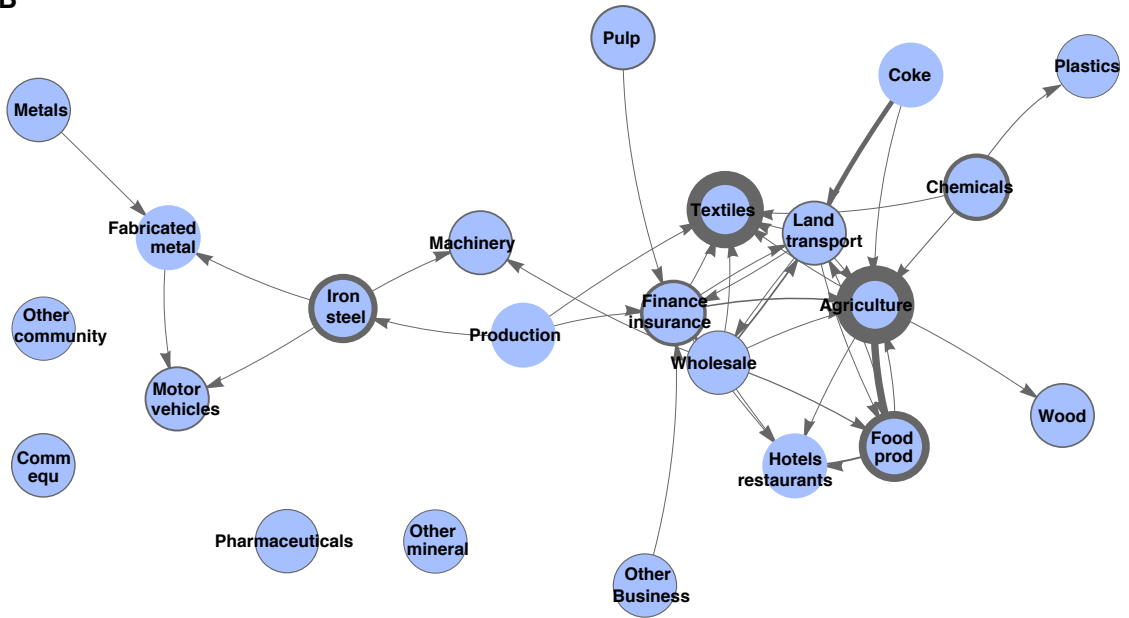 B
Pulp
Plastics
Coke
Metals
Chemicals
Textiles
Land
transport
Fabricated
metal
Machinery
Iron
steel
Finance
insurance
Agriculture
Other
community
Production
Wholesale
Motor
vehicles
Wood
Food
prod
Comm
equ
Hotels
restaurants
Pharmaceuticals
Other
mineral
Other
Business